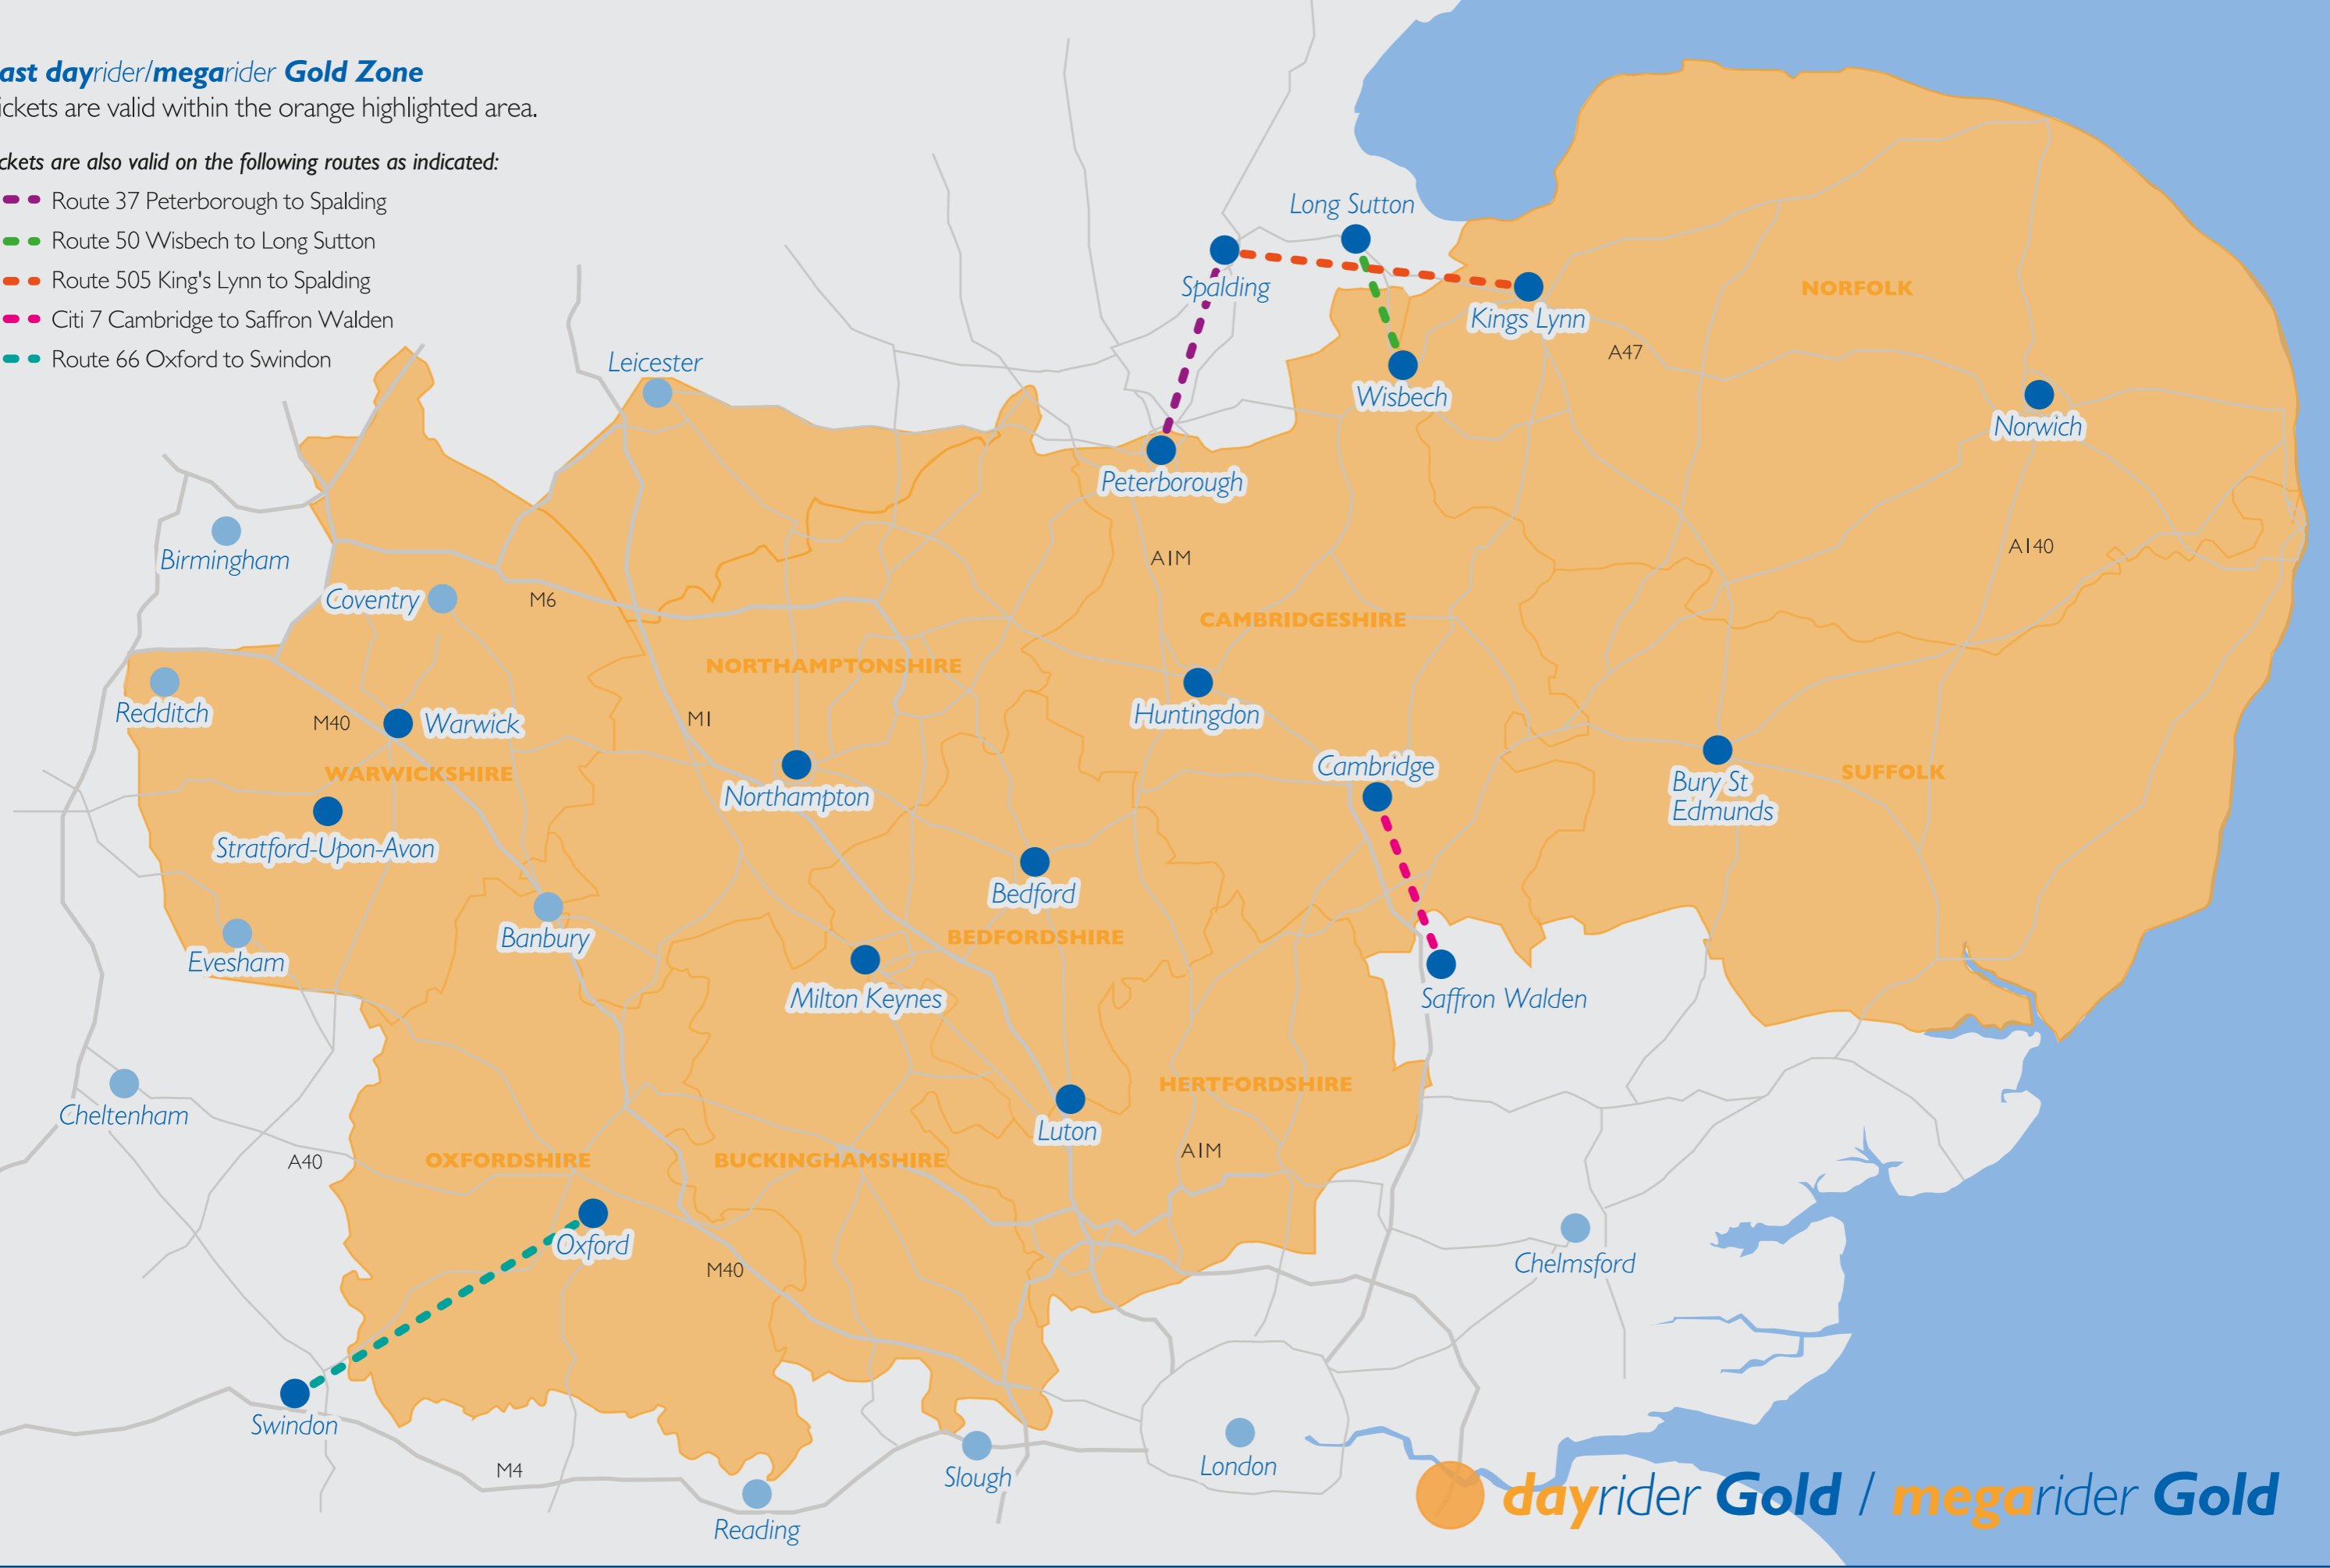 ast dayrider/megarider Gold Zone
ickets are valid within the orange highlighted area.
ckets are also valid on the following routes as indicated:
Route 37 Peterborough to Spalding
Route 50 Wisbech to Long Sutton
Route 505 King's Lynn to Spalding
Citi 7 Cambridge to Saffron Walden
Route 66 Oxford to Swindon
Long Sutton
Spalding
Kings Lynn
NORFOLK
A47
Leicester
Wisbech
Norwich
Peterborough
Birmingham
A1M
A140
Coventry
M6
CAMBRIDGESHIRE
NORTHAMPTONSHIRE
Redditch
M40
Warwick
M1
Huntingdon
WARWICKSHIRE
Cambridge
SUFFOLK
Bury St
Edmunds
Northampton
Stratford-Upon-Avon
Bedford
Banbury
BEDFORDSHIRE
Evesham
Milton Keynes
Saffron Walden
HERTFORDSHIRE
Cheltenham
Luton
A1M
A40
OXFORDSHIRE
BUCKINGHAMSHIRE
Oxford
M40
Chelmsford
Swindon
M4
Slough
London
Reading
dayrider Gold / megarider Gold